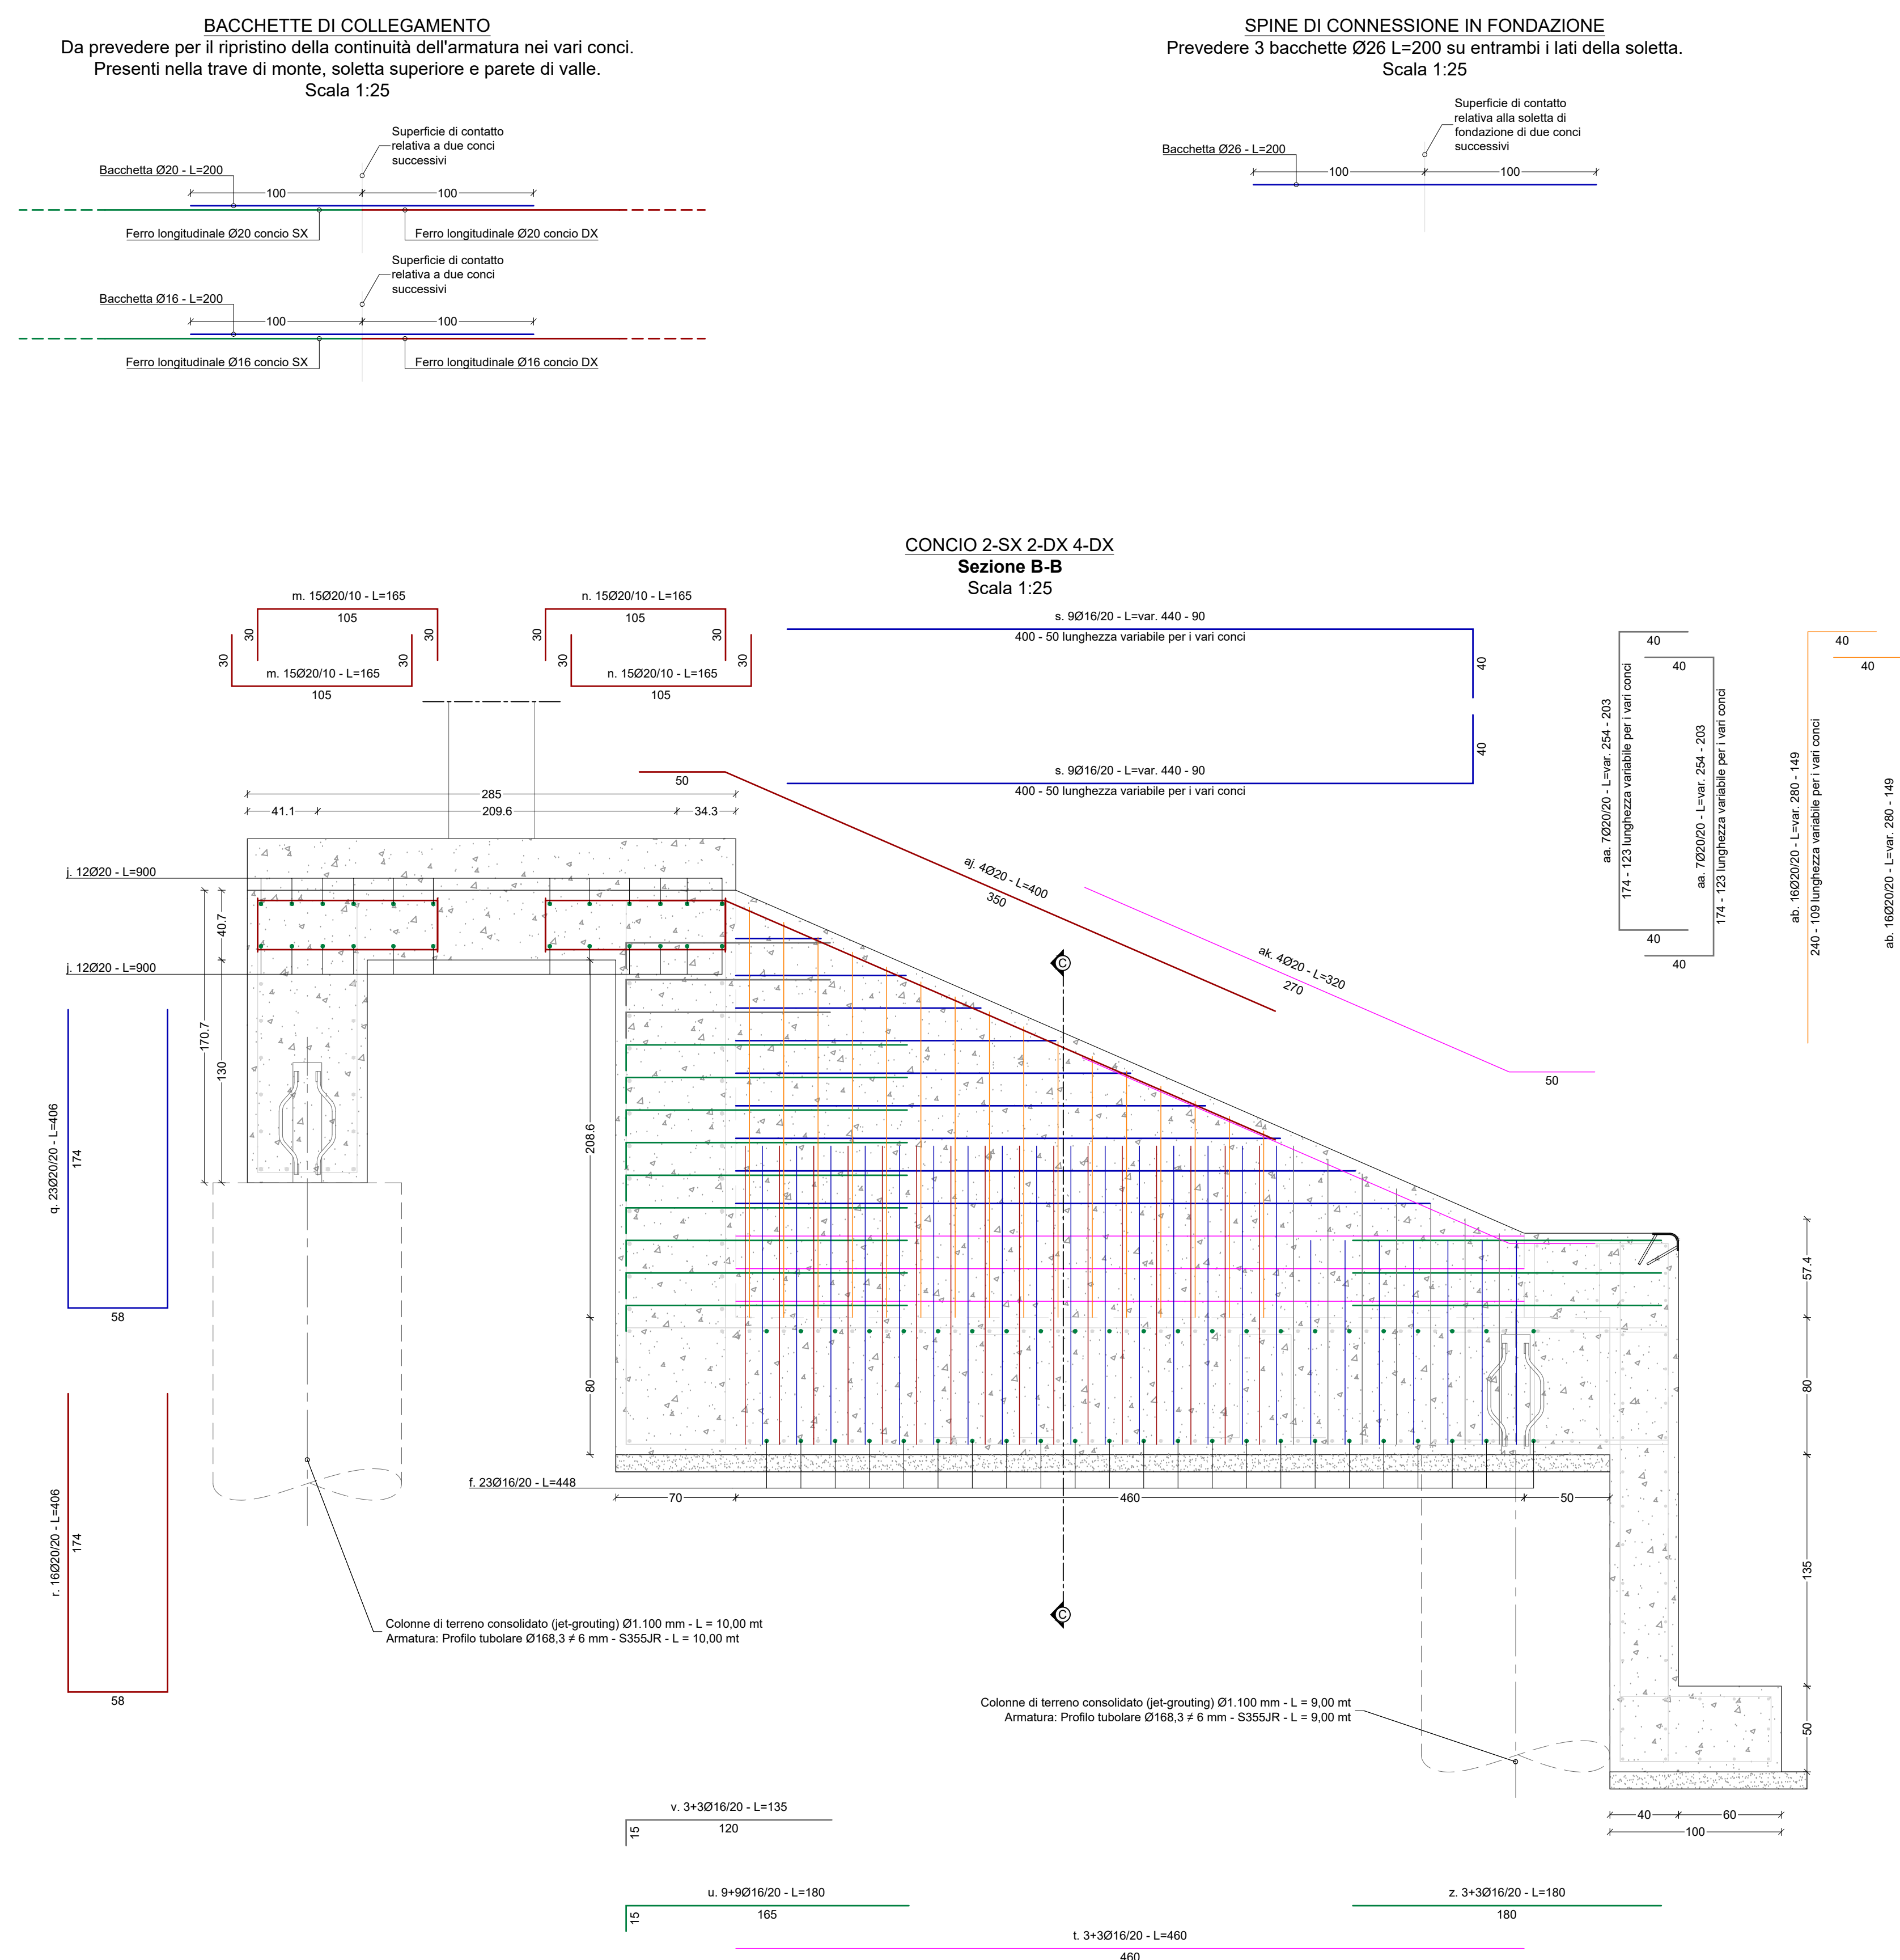 BACCHETTE DI COLLEGAMENTO
Da prevedere per il ripristino della continuità dell'armatura nei vari conci.
Presenti nella trave di monte, soletta superiore e parete di valle.
Scala 1:25
SPINE DI CONNESSIONE IN FONDAZIONE
Prevedere 3 bacchette Ø26 L=200 su entrambi i lati della soletta.
Scala 1:25
Superficie di contatto
relativa a due conci
successivi
Bacchetta Ø20 - L=200
100
100
Ferro longitudinale Ø20 concio SX
Ferro longitudinale Ø20 concio DX
Superficie di contatto
relativa a due conci
successivi
Bacchetta Ø16 - L=200
100
100
Ferro longitudinale Ø16 concio SX
Ferro longitudinale Ø16 concio DX
Superficie di contatto
relativa alla soletta di
fondazione di due conci
successivi
Bacchetta Ø26 - L=200
100
100
CONCIO 2-SX 2-DX 4-DX
Sezione B-B
Scala 1:25
m. 15Ø20/10 - L=165
105
30
30
30
30
m. 15Ø20/10 - L=165
105
n. 15Ø20/10 - L=165
105
30
30
30
30
n. 15Ø20/10 - L=165
105
s. 9Ø16/20 - L=var. 440 - 90
400 - 50 lunghezza variabile per i vari conci
40
40
s. 9Ø16/20 - L=var. 440 - 90
400 - 50 lunghezza variabile per i vari conci
40
40
aa. 7Ø20/20 - L=var. 254 - 203
174 - 123 lunghezza variabile per i vari conci
aa. 7Ø20/20 - L=var. 254 - 203
174 - 123 lunghezza variabile per i vari conci
40
40
40
40
ab. 16Ø20/20 - L=var. 280 - 149
240 - 109 lunghezza variabile per i vari conci
ab. 16Ø20/20 - L=var. 280 - 149
50
aj. 4Ø20 - L=400
350
ak. 4Ø20 - L=320
270
50
285
41.1
209.6
34.3
j. 12Ø20 - L=900
j. 12Ø20 - L=900
40.7
170.7
130
208.6
80
C
C
q. 23Ø20/20 - L=406
174
58
r. 16Ø20/20 - L=406
174
58
57.4
80
135
50
f. 23Ø16/20 - L=448
70
460
50
Colonne di terreno consolidato (jet-grouting) Ø1.100 mm - L = 10,00 mt
Armatura: Profilo tubolare Ø168,3 ≠ 6 mm - S355JR - L = 10,00 mt
Colonne di terreno consolidato (jet-grouting) Ø1.100 mm - L = 9,00 mt
Armatura: Profilo tubolare Ø168,3 ≠ 6 mm - S355JR - L = 9,00 mt
40
60
100
v. 3+3Ø16/20 - L=135
15
120
u. 9+9Ø16/20 - L=180
15
165
z. 3+3Ø16/20 - L=180
180
t. 3+3Ø16/20 - L=460
460